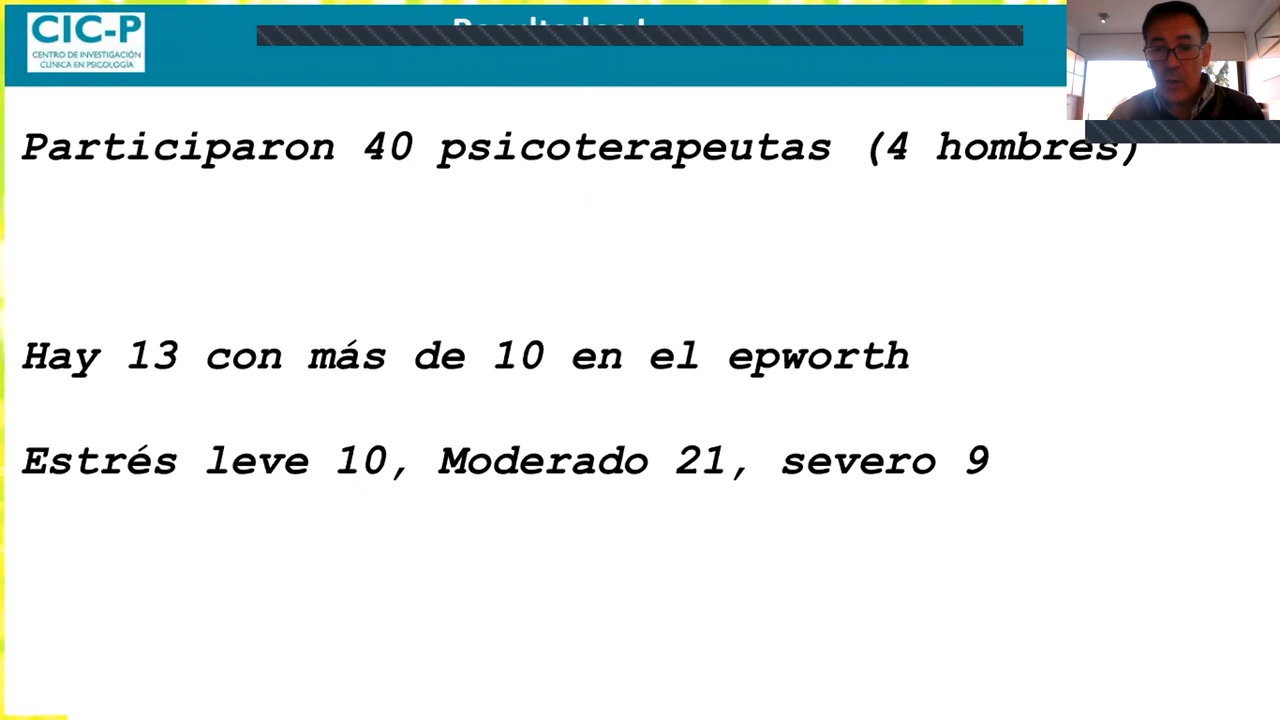 CIC-P
CENTRO DE INVESTIGACIÓN
CLÍNICA EN PSICOLOGÍA
Participaron 40 psicoterapeutas (4 hombres)
Hay 13 con más de 10 en el epworth
Estrés leve 10, Moderado 21, severo 9